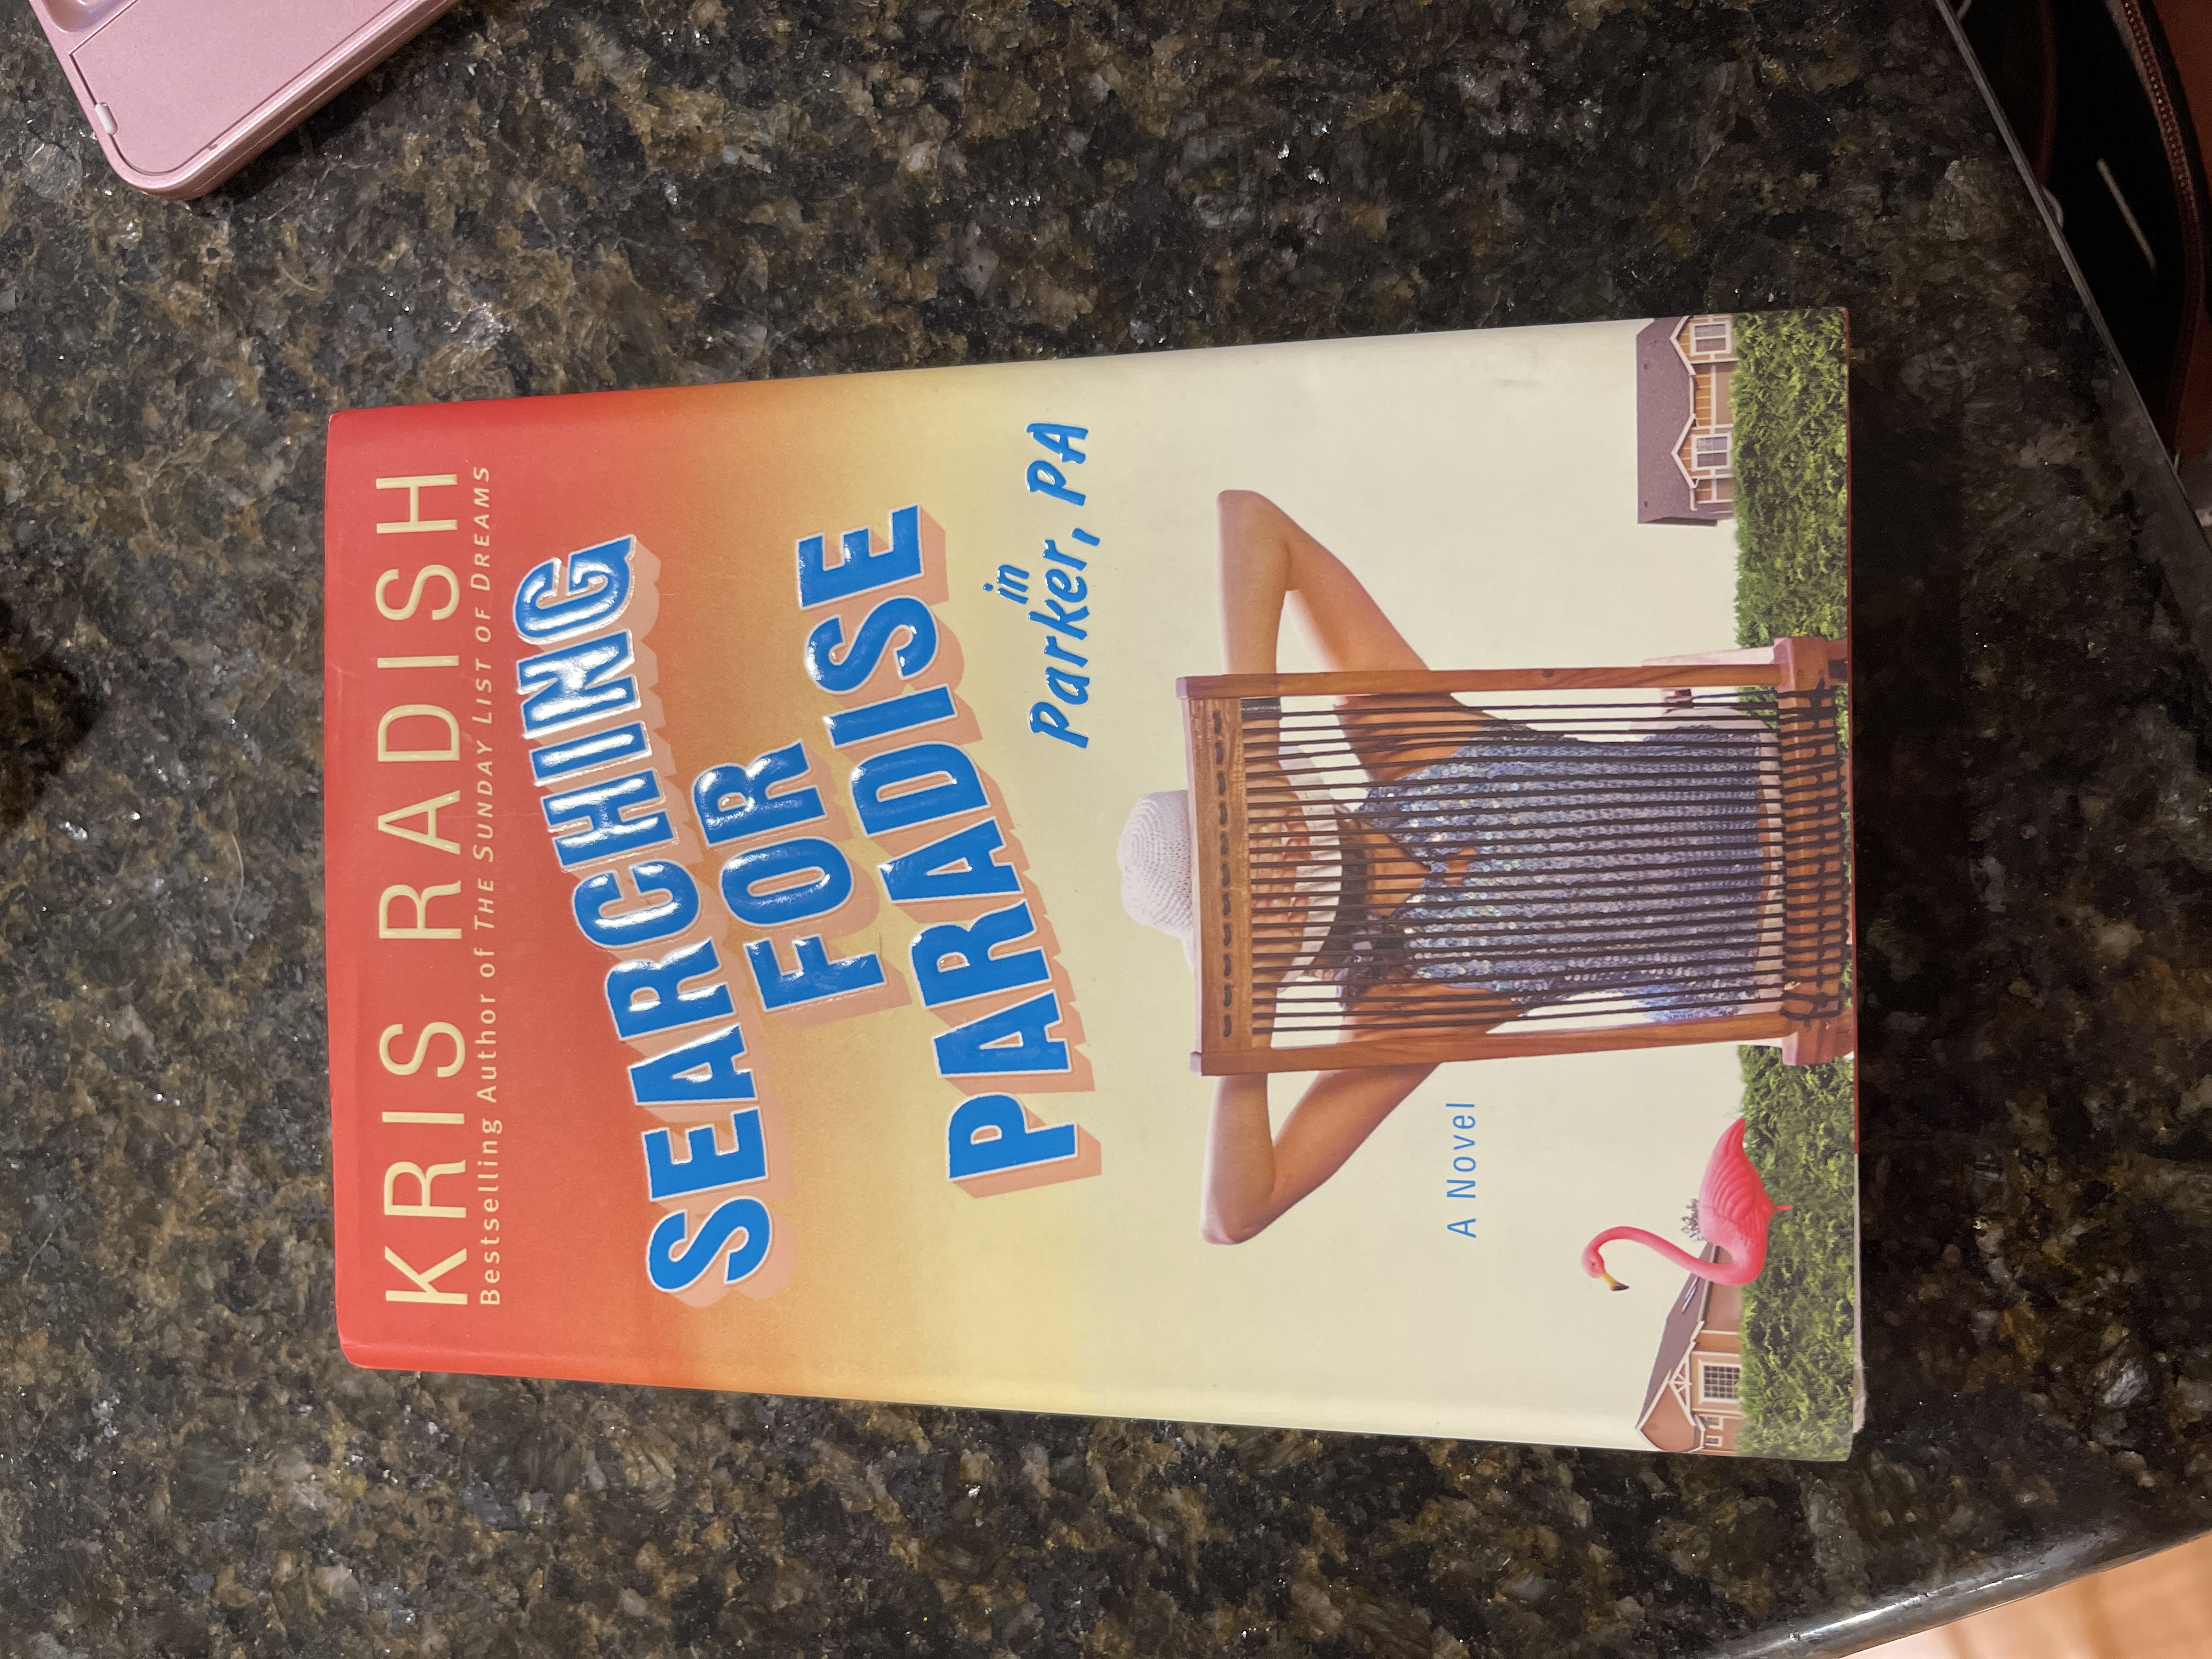 KRIS RADISH
Bestselling Author of THE SUNDAY LIST OF DREAMS
SEARCHING
FOR
PARADISE
in
Parker, PA
A Novel